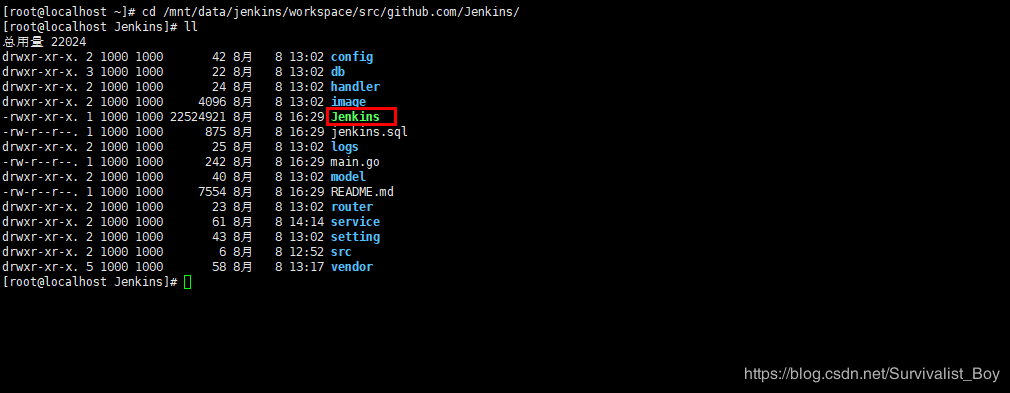 [root@localhost ~]# cd /mnt/data/jenkins/workspace/src/github.com/Jenkins/
[root@localhost Jenkins]# ll
总用量 22024
drwxr-xr-x. 2 1000 1000       42 8月   8 13:02 config
drwxr-xr-x. 3 1000 1000       22 8月   8 13:02 db
drwxr-xr-x. 2 1000 1000       24 8月   8 13:02 handler
drwxr-xr-x. 2 1000 1000     4096 8月   8 13:02 image
-rwxr-xr-x. 1 1000 1000 22524921 8月   8 16:29 Jenkins
-rw-r--r--. 1 1000 1000      875 8月   8 16:29 jenkins.sql
drwxr-xr-x. 2 1000 1000       25 8月   8 13:02 logs
-rw-r--r--. 1 1000 1000      242 8月   8 16:29 main.go
drwxr-xr-x. 2 1000 1000       40 8月   8 13:02 model
-rw-r--r--. 1 1000 1000     7554 8月   8 16:29 README.md
drwxr-xr-x. 2 1000 1000       23 8月   8 13:02 router
drwxr-xr-x. 2 1000 1000       61 8月   8 14:14 service
drwxr-xr-x. 2 1000 1000       43 8月   8 13:02 setting
drwxr-xr-x. 2 1000 1000        6 8月   8 12:52 src
drwxr-xr-x. 5 1000 1000       58 8月   8 13:17 vendor
[root@localhost Jenkins]#
https://blog.csdn.net/Survivalist_Boy